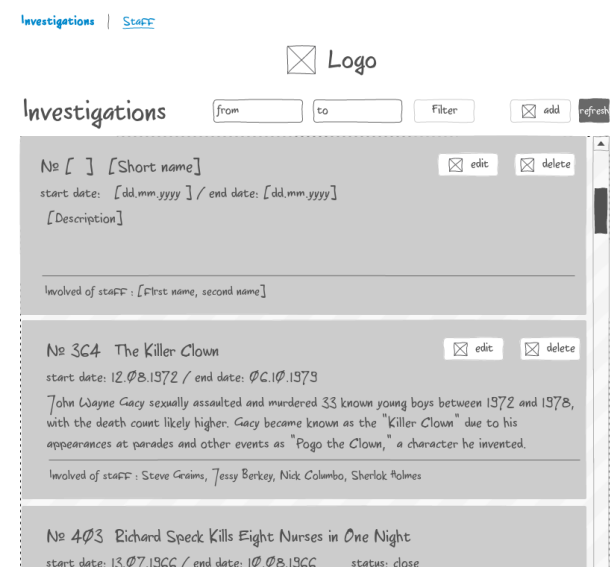 Investigations | Staff
Logo
Investigations from to Filter add refresh
№ [ ] [Short name] edit delete
start date: [dd.mm.yyyy ] / end date: [dd.mm.yyyy]
[Description]
Involved of staff : [First name, second name]
№ 364 The Killer Clown edit delete
start date: 12.08.1972 / end date: 06.10.1979
John Wayne Gacy sexually assaulted and murdered 33 known young boys between 1972 and 1978,
with the death count likely higher. Gacy became known as the "Killer Clown" due to his
appearances at parades and other events as "Pogo the Clown," a character he invented.
Involved of staff : Steve Graims, Jessy Berkey, Nick Columbo, Sherlok Holmes
№ 403 Richard Speck Kills Eight Nurses in One Night
start date: 13.07.1966 / end date: 10.08.1966 status: close